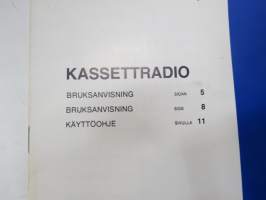 KASSETTRADIO
BRUKSANVISNING SIDAN 5
BRUKSANVISNING SIDE 8
KÄYTTÖOHJE SIVULLA 11